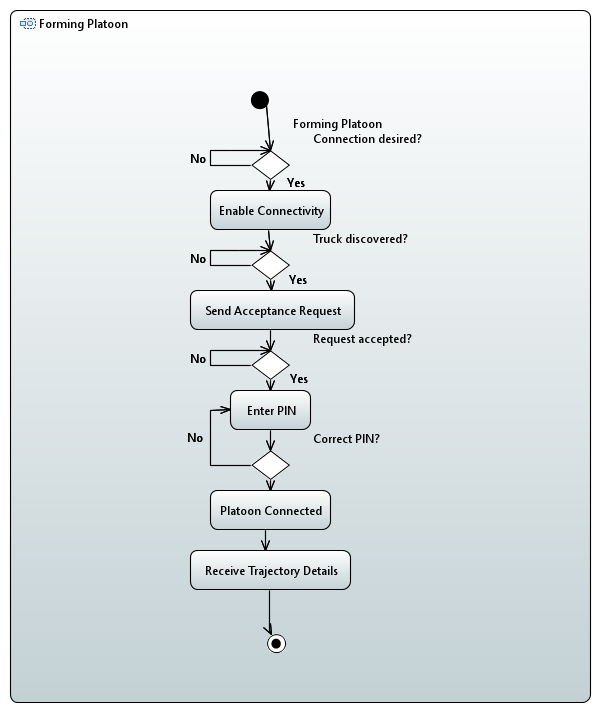 Forming Platoon
Forming Platoon
Connection desired?
No
Yes
Enable Connectivity
Truck discovered?
No
Yes
Send Acceptance Request
Request accepted?
No
Yes
Enter PIN
No
Correct PIN?
Platoon Connected
Receive Trajectory Details